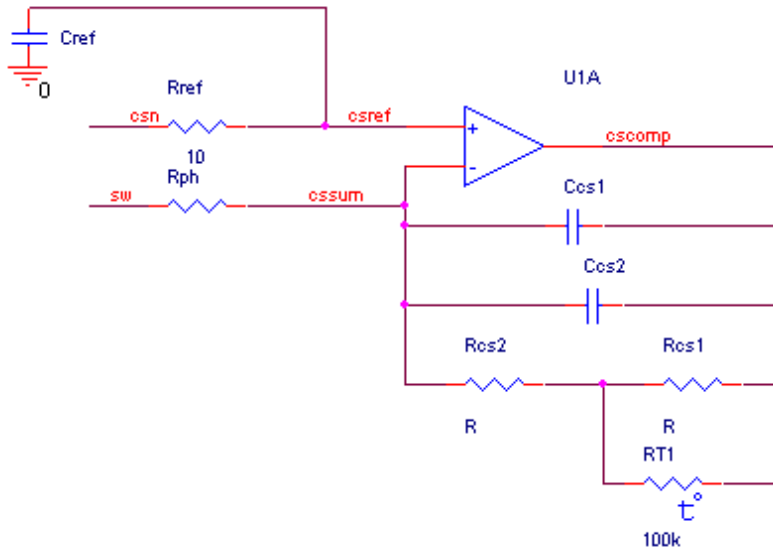 Cref
0
Rref
U1A
csn
csref
cscomp
+
10
-
Rph
Ccs1
sw
cssum
Ccs2
Rcs2
Rcs1
R
R
RT1
t°
100k